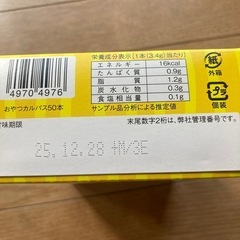 栄養成分表示 (1本(3.4g)当たり)
エネルギー 16kcal
たんぱく質 0.9g
脂質 1.2g
炭水化物 0.3g
食塩相当量 0.1g
サンプル品分析による推定値
紙
外箱
プラ
個装
4970 4976
おやつカルパス50本
賞味期限
末尾数字2桁は、弊社管理番号です。
25.12.28 HM/3E